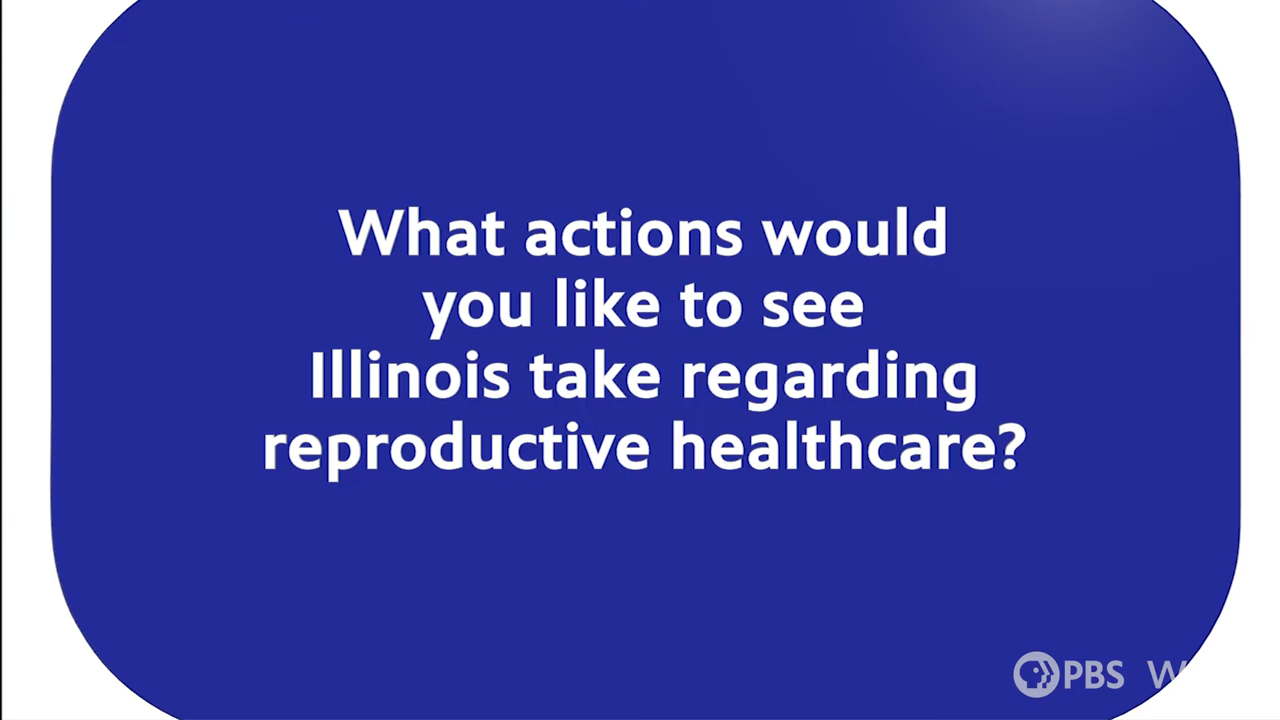 What actions would
you like to see
Illinois take regarding
reproductive healthcare?
PBS W